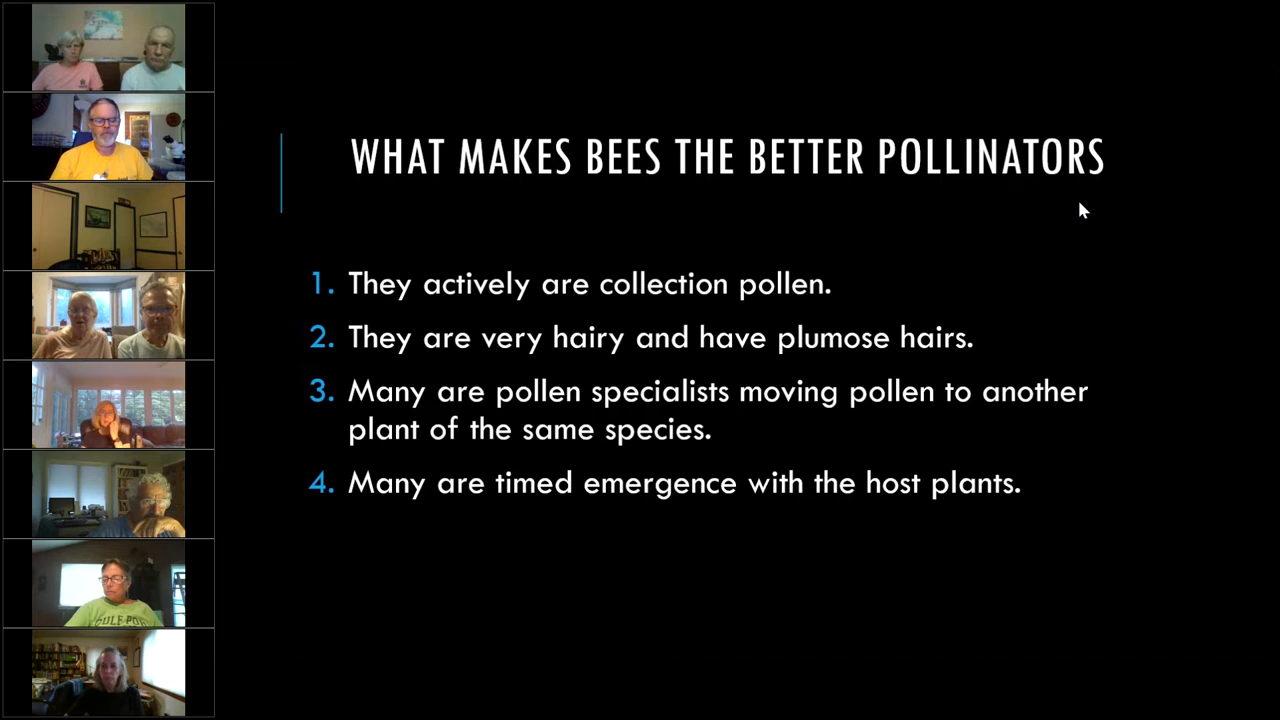 WHAT MAKES BEES THE BETTER POLLINATORS
1. They actively are collection pollen.
2. They are very hairy and have plumose hairs.
3. Many are pollen specialists moving pollen to another
plant of the same species.
4. Many are timed emergence with the host plants.